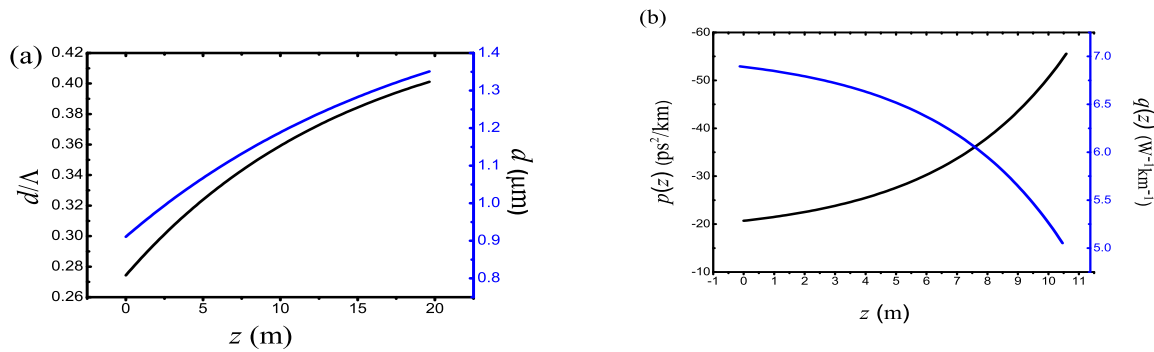 (a)
0.42
0.40
0.38
0.36
0.34
0.32
0.30
0.28
0.26
d/Λ
0 5 10 15 20
z (m)
1.4
1.3
1.2
1.1
1.0
0.9
0.8
d (μm)
(b)
-60
-50
-40
-30
-20
-10
p(z) (ps²/km)
-1 0 1 2 3 4 5 6 7 8 9 10 11
z (m)
7.0
6.5
6.0
5.5
5.0
q(z) (W⁻¹km⁻¹)